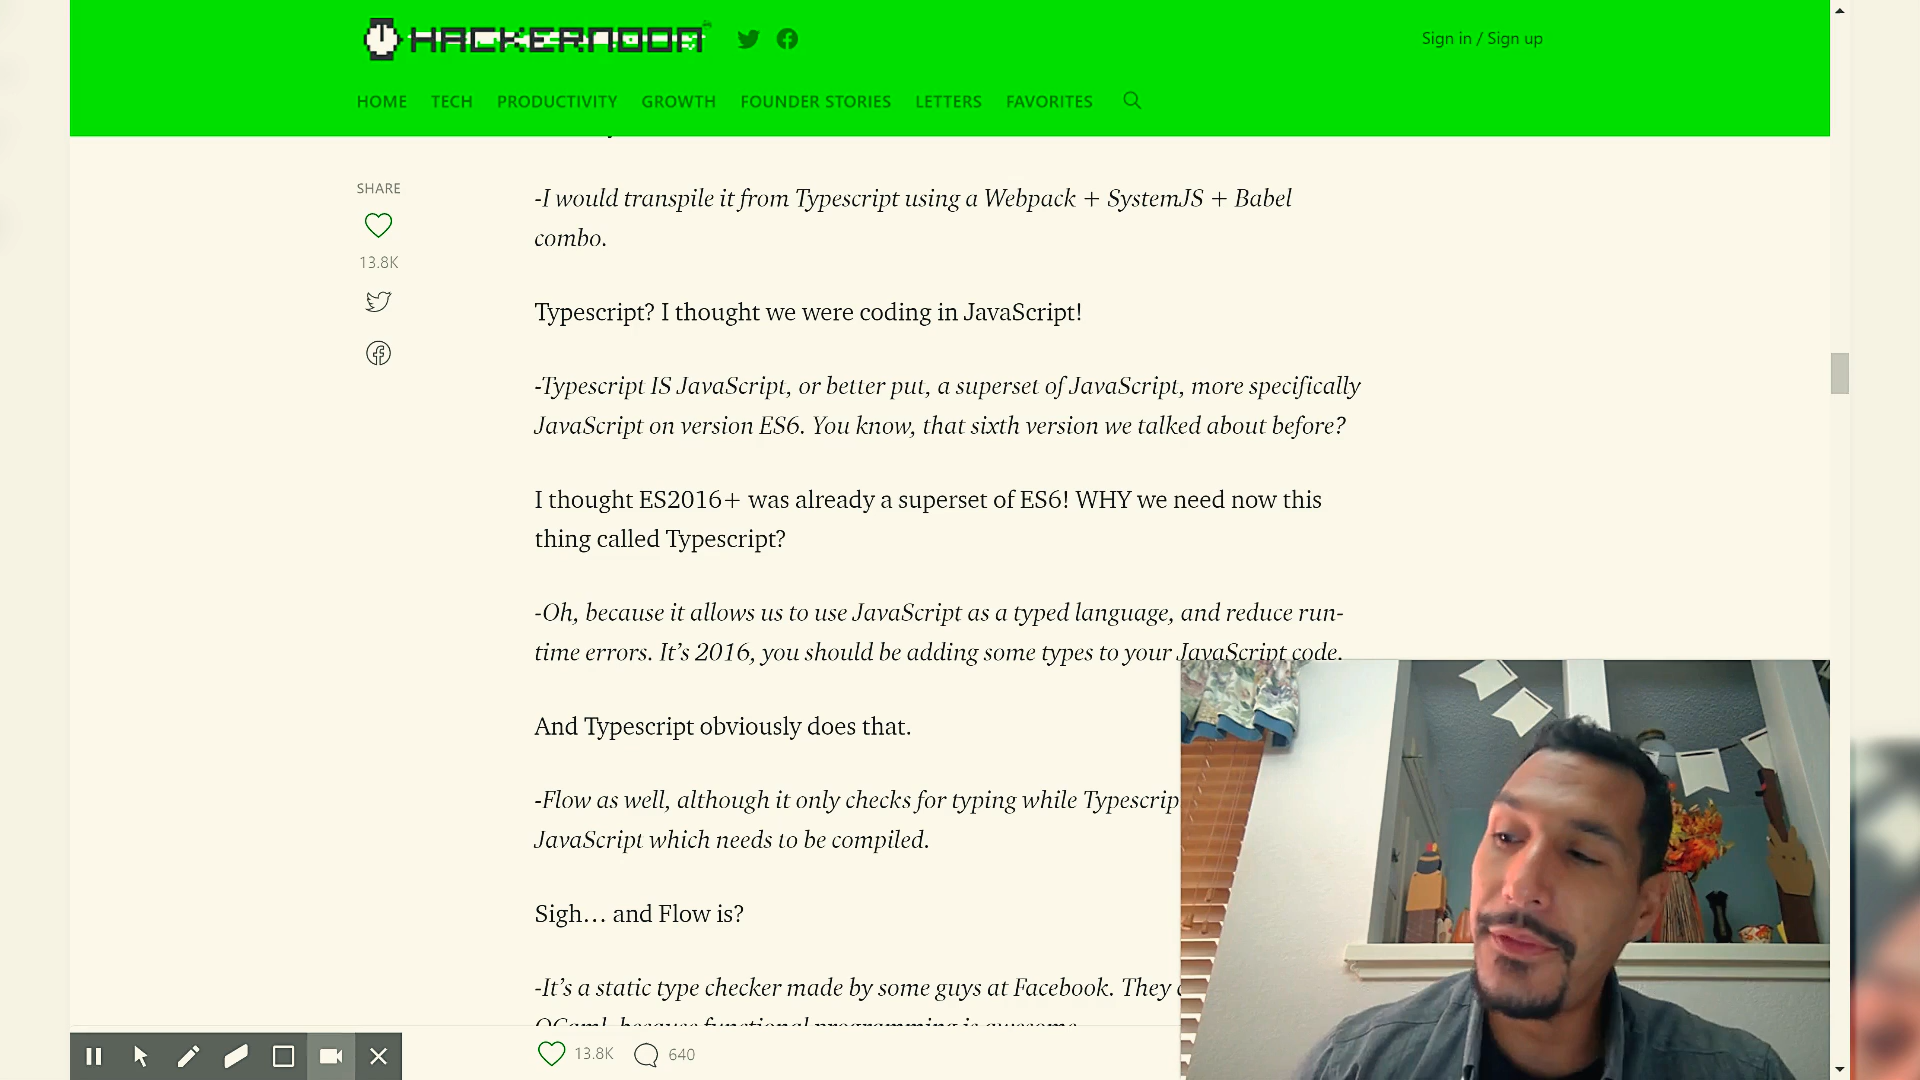 HACKERNOON
Sign in / Sign up
HOME TECH PRODUCTIVITY GROWTH FOUNDER STORIES LETTERS FAVORITES
SHARE
13.8K
-I would transpile it from Typescript using a Webpack + SystemJS + Babel
combo.
Typescript? I thought we were coding in JavaScript!
-Typescript IS JavaScript, or better put, a superset of JavaScript, more specifically
JavaScript on version ES6. You know, that sixth version we talked about before?
I thought ES2016+ was already a superset of ES6! WHY we need now this
thing called Typescript?
-Oh, because it allows us to use JavaScript as a typed language, and reduce run-
time errors. It’s 2016, you should be adding some types to your JavaScript code.
And Typescript obviously does that.
-Flow as well, although it only checks for typing while Typescrip
JavaScript which needs to be compiled.
Sigh… and Flow is?
-It’s a static type checker made by some guys at Facebook. They
OCaml, because functional programming is awesome.
13.8K 640